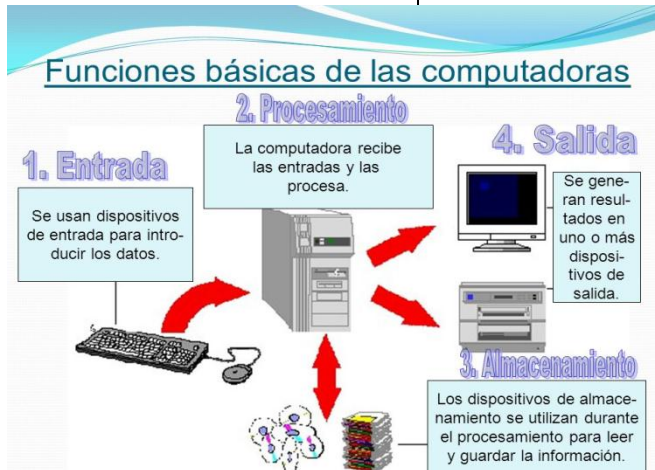 Funciones básicas de las computadoras
1. Entrada
Se usan dispositivos
de entrada para intro-
ducir los datos.
2. Procesamiento
La computadora recibe
las entradas y las
procesa.
3. Almacenamiento
Los dispositivos de almace-
namiento se utilizan durante
el procesamiento para leer
y guardar la información.
4. Salida
Se gene-
ran resul-
tados en
uno o más
disposi-
tivos de
salida.